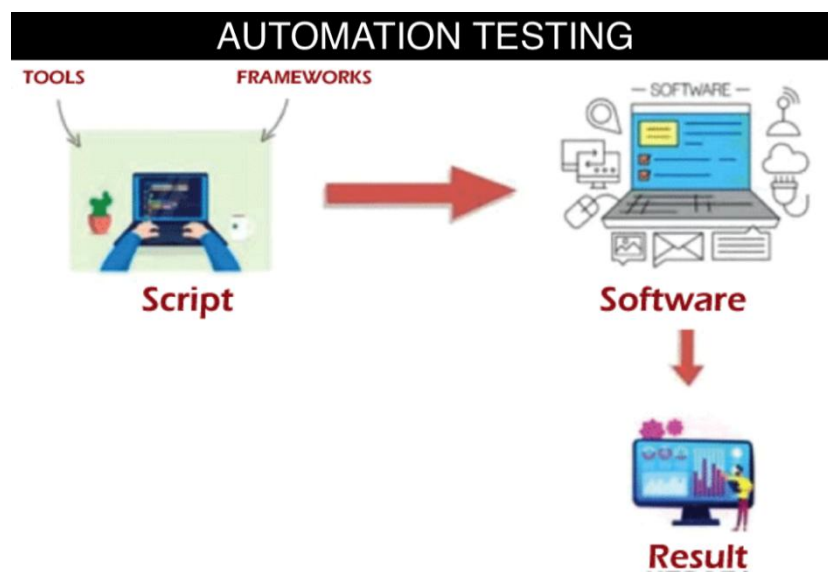 AUTOMATION TESTING
TOOLS
FRAMEWORKS
— SOFTWARE —
Script
Software
Result